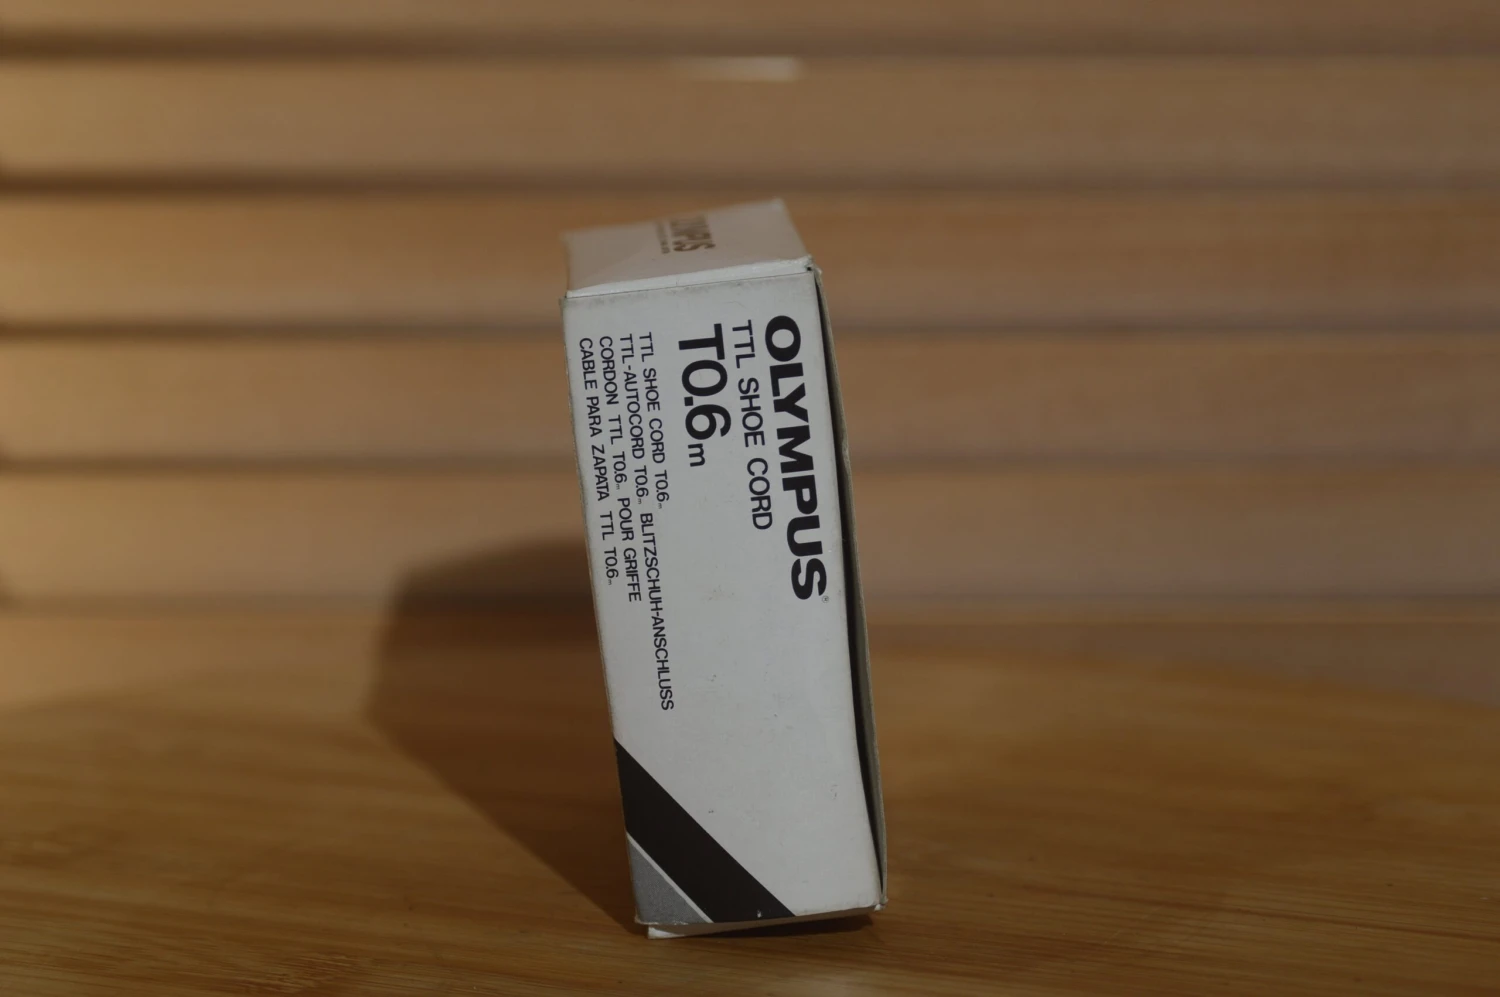 OLYMPUS®
TTL SHOE CORD
T0.6m
TTL SHOE CORD T0.6m
TTL-AUTOCORD T0.6m BLITZSCHUH-ANSCHLUSS
CORDON TTL T0.6m POUR GRIFFE
CABLE PARA ZAPATA TTL T0.6m